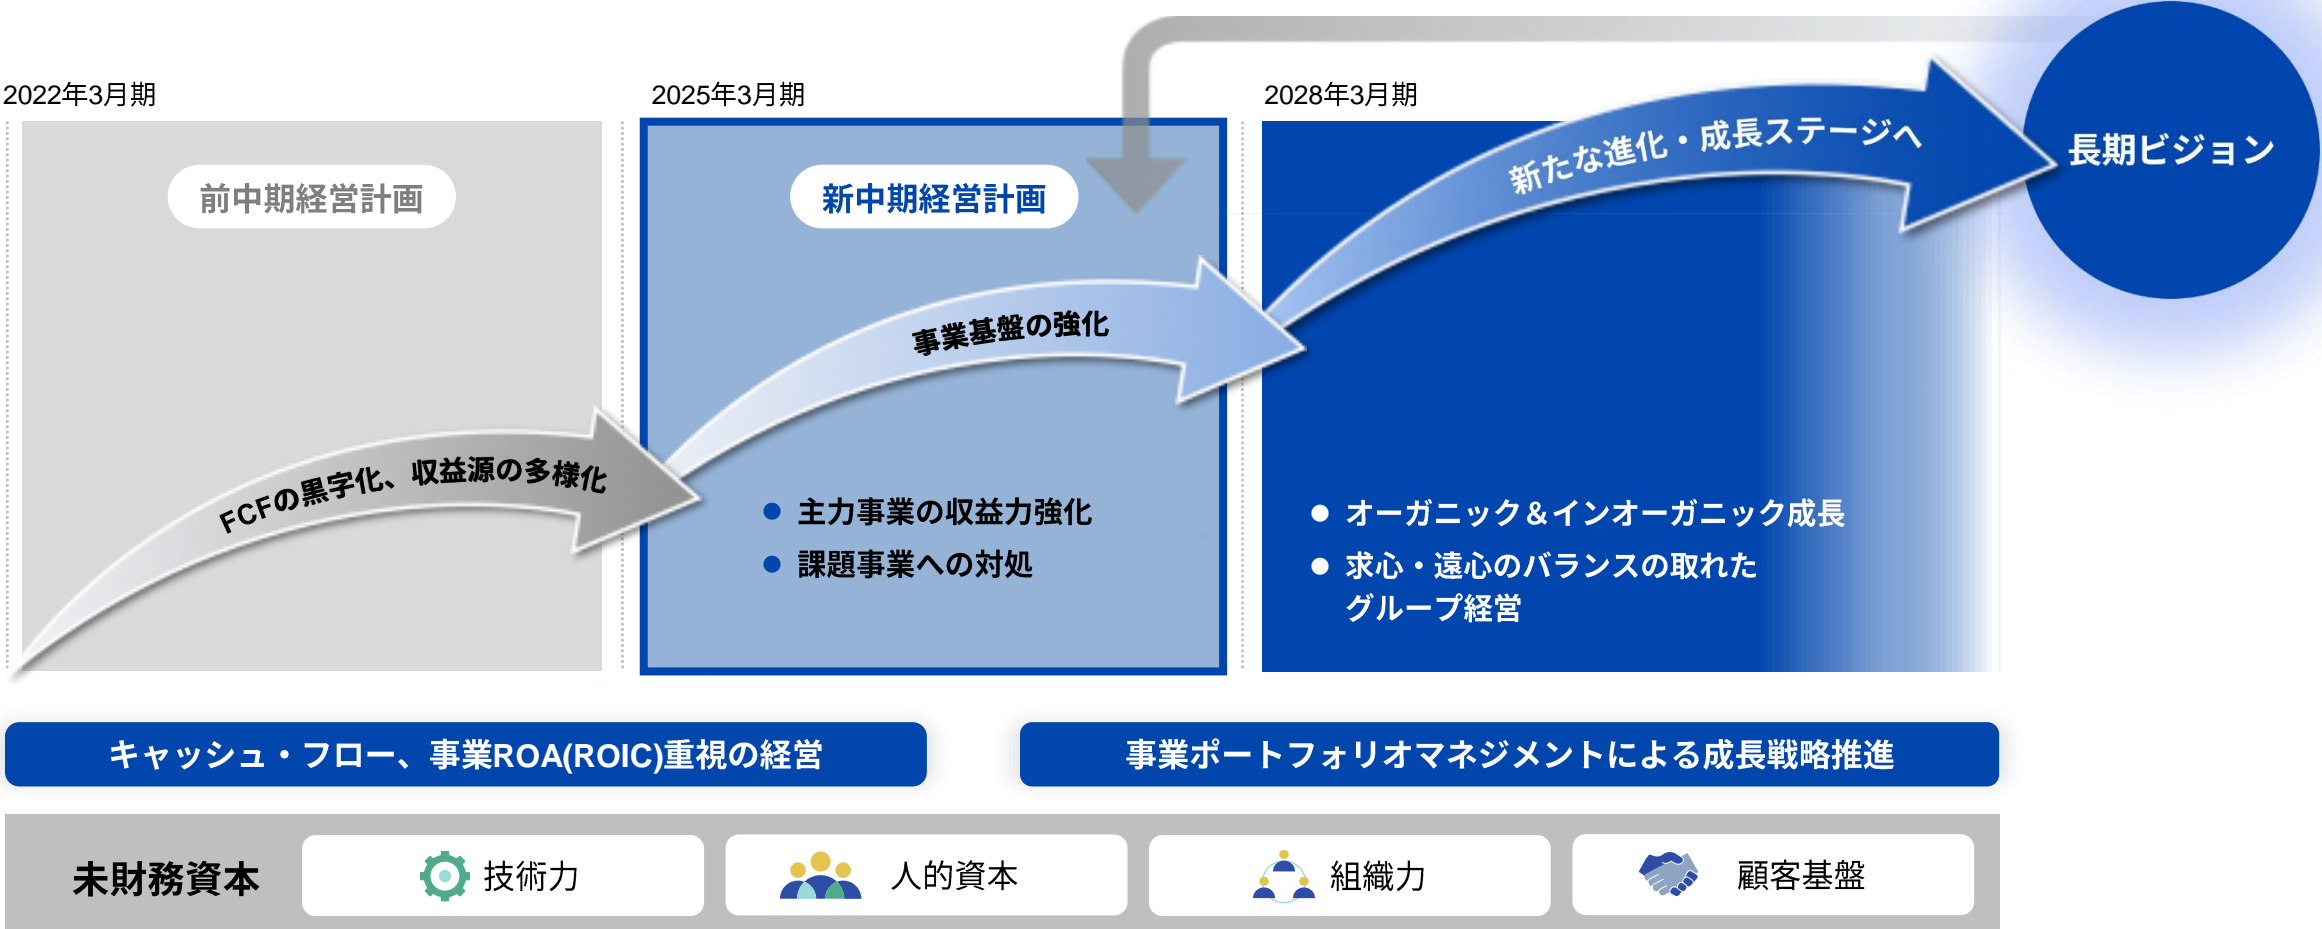 2022年3月期
2025年3月期
2028年3月期
前中期経営計画
新中期経営計画
新たな進化・成長ステージへ
長期ビジョン
事業基盤の強化
FCFの黒字化、収益源の多様化
主力事業の収益力強化
課題事業への対処
オーガニック&インオーガニック成長
求心・遠心のバランスの取れた
グループ経営
キャッシュ・フロー、事業ROA(ROIC)重視の経営
事業ポートフォリオマネジメントによる成長戦略推進
未財務資本
技術力
人的資本
組織力
顧客基盤